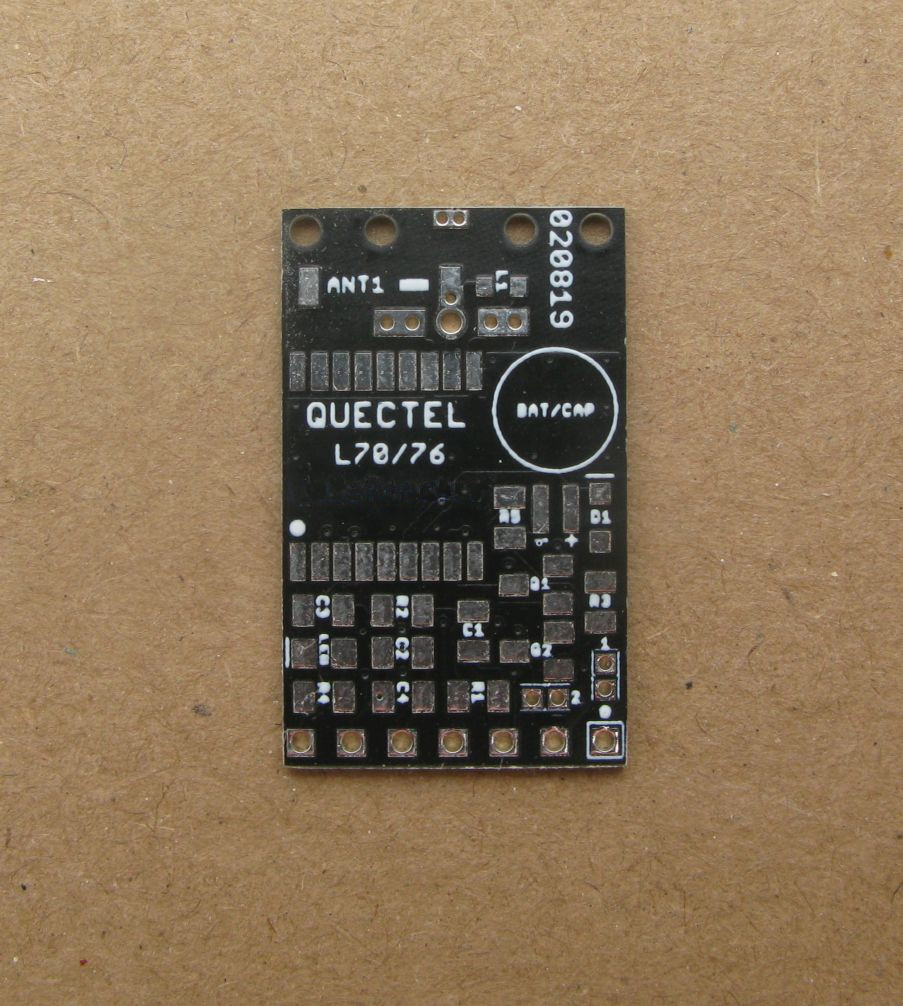 020819
ANT1
L1
BAT/CAP
QUECTEL
L70/76
R5
D1
+
Q1
R3
C3
R2
C1
LED
C2
Q2
1
R4
C4
R1
2